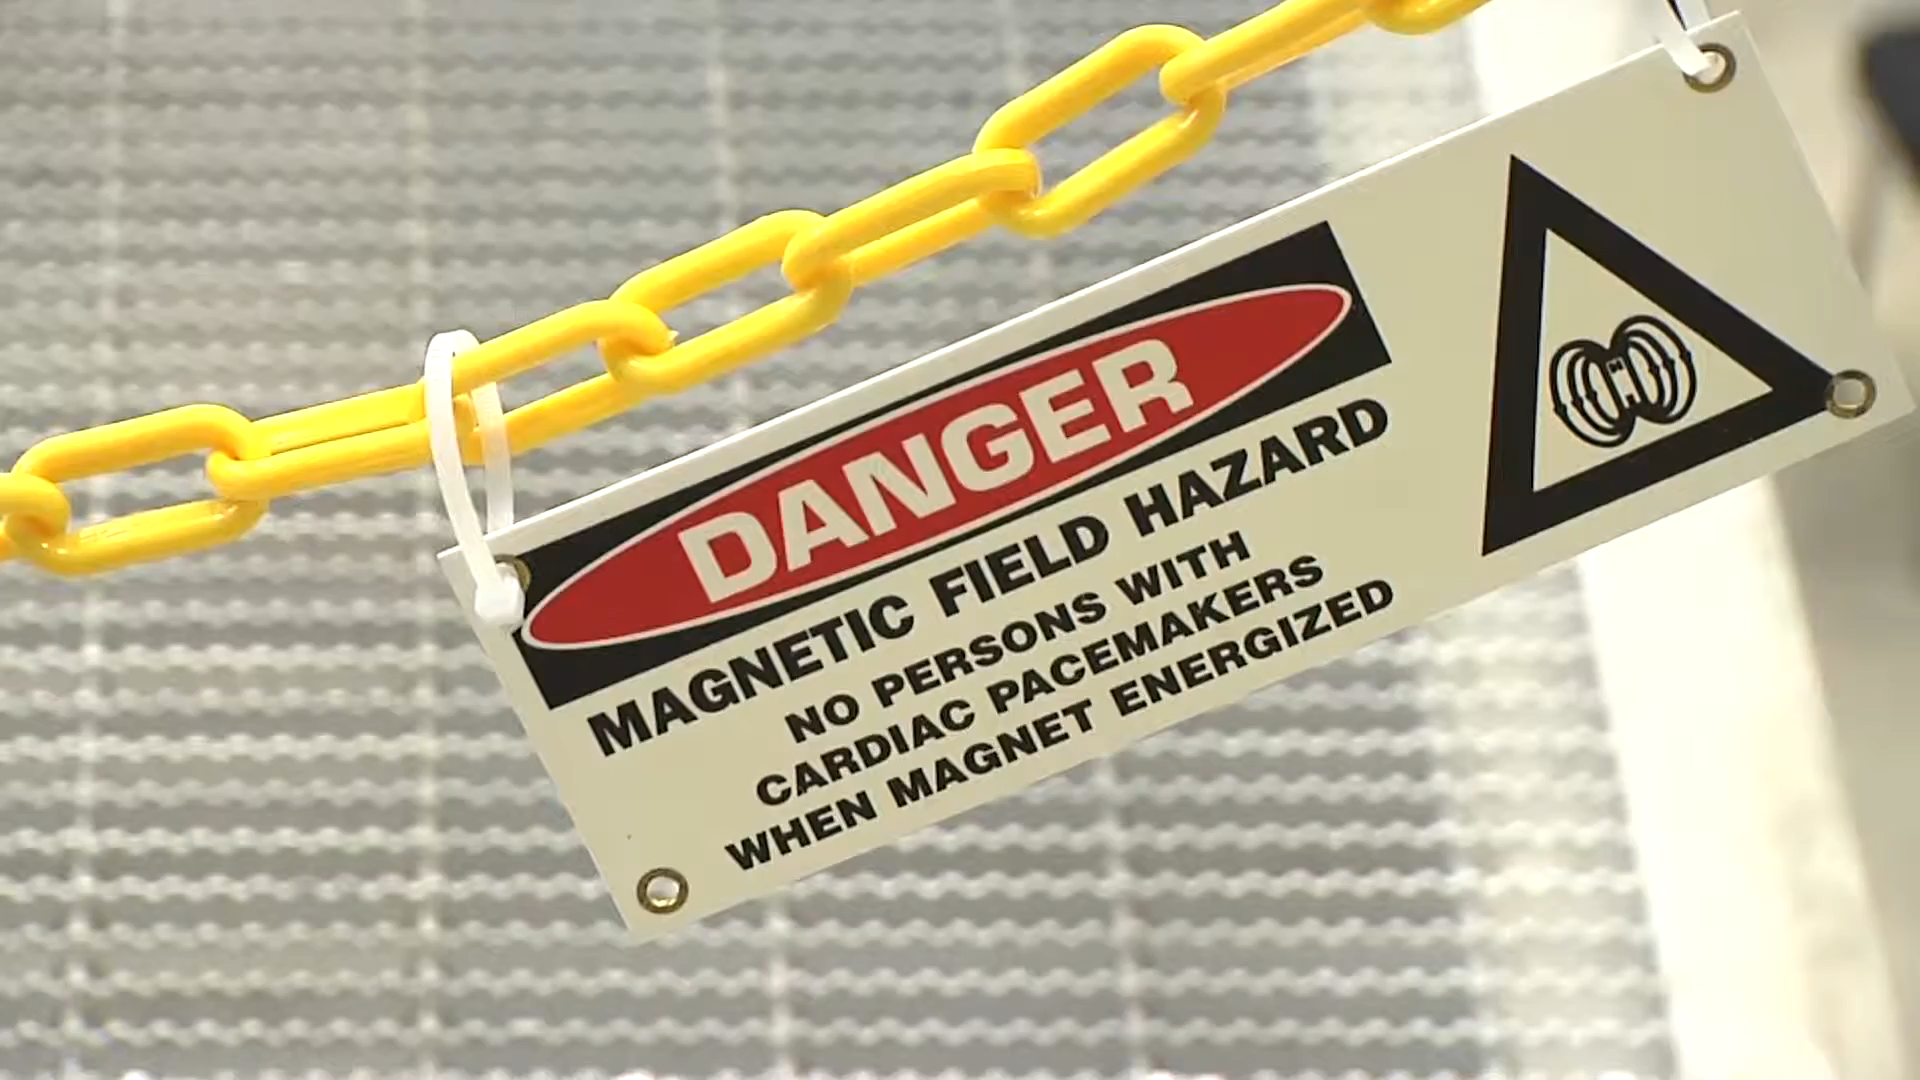 DANGER
MAGNETIC FIELD HAZARD
NO PERSONS WITH
CARDIAC PACEMAKERS
WHEN MAGNET ENERGIZED